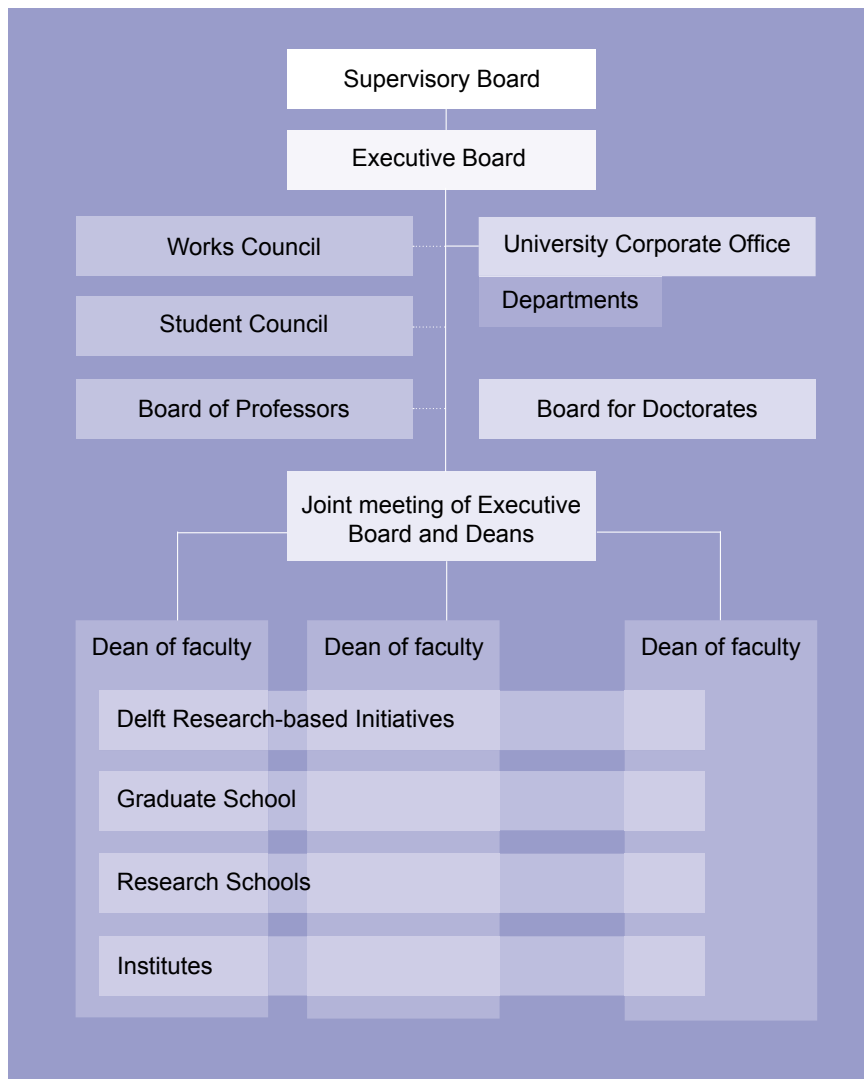 Supervisory Board
Executive Board
Works Council
University Corporate Office
Departments
Student Council
Board of Professors
Board for Doctorates
Joint meeting of Executive
Board and Deans
Dean of faculty
Dean of faculty
Dean of faculty
Delft Research-based Initiatives
Graduate School
Research Schools
Institutes